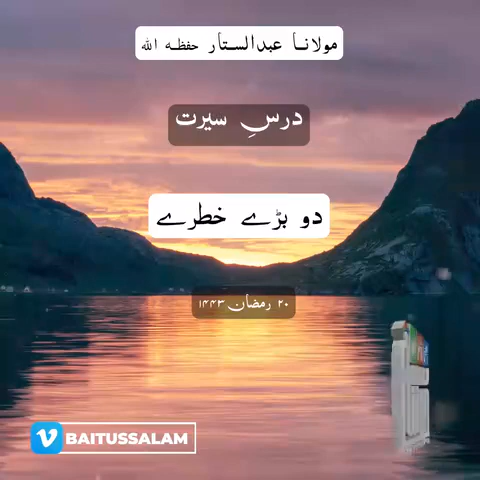 مولانا عبدالستار حفظہ اللہ
درسِ سیرت
دو بڑے خطرے
۲۰ رمضان ۱۴۴۳
BAITUSSALAM